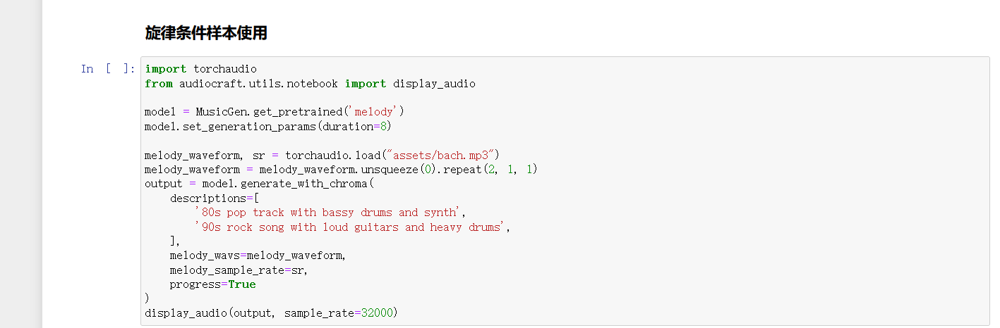 旋律条件样本使用
In [ ]:
import torchaudio
from audiocraft.utils.notebook import display_audio
model = MusicGen.get_pretrained('melody')
model.set_generation_params(duration=8)
melody_waveform, sr = torchaudio.load("assets/bach.mp3")
melody_waveform = melody_waveform.unsqueeze(0).repeat(2, 1, 1)
output = model.generate_with_chroma(
    descriptions=[
        '80s pop track with bassy drums and synth',
        '90s rock song with loud guitars and heavy drums',
    ],
    melody_wavs=melody_waveform,
    melody_sample_rate=sr,
    progress=True
)
display_audio(output, sample_rate=32000)